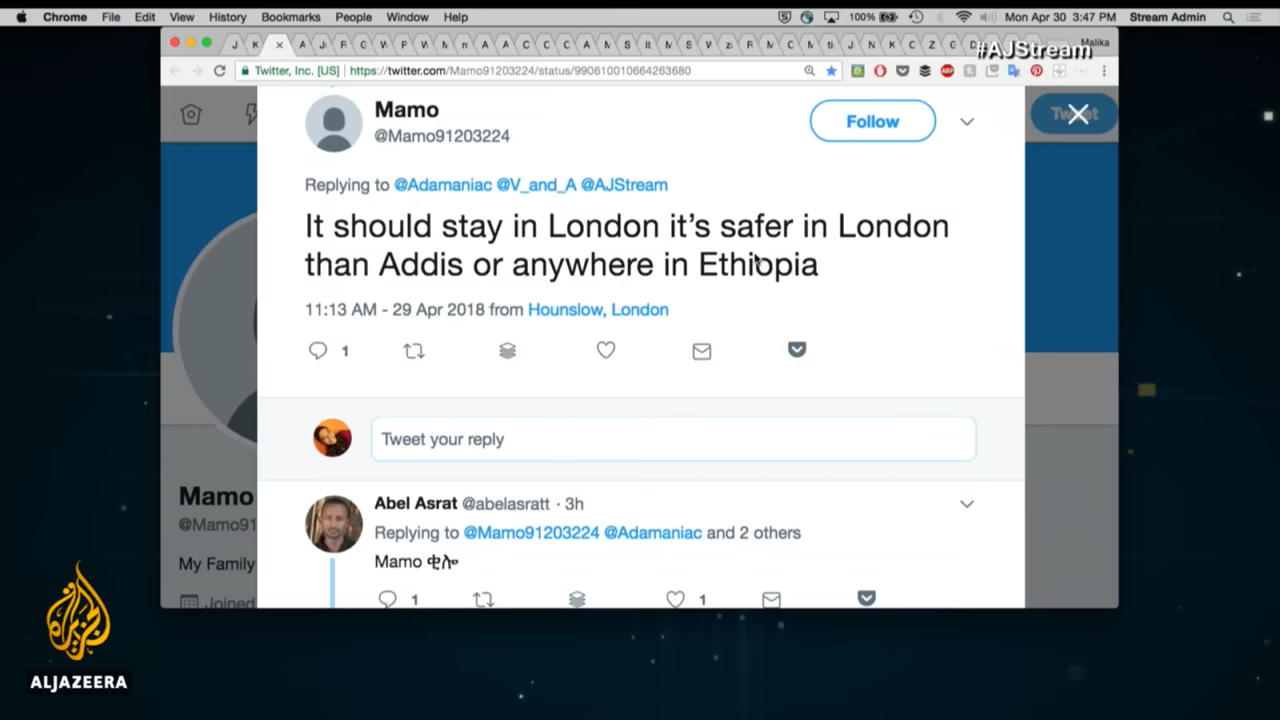 Chrome File Edit View History Bookmarks People Window Help 100% Mon Apr 30 3:47 PM Stream Admin
Malika
#AJStream
Twitter, Inc. [US] https://twitter.com/Mamo91203224/status/990610010664263680
Mamo
@Mamo91203224
Follow
Replying to @Adamaniac @V_and_A @AJStream
It should stay in London it's safer in London
than Addis or anywhere in Ethiopia
11:13 AM - 29 Apr 2018 from Hounslow, London
1
Tweet your reply
Mamo
@Mamo91
My Family
Joined
Abel Asrat @abelasratt · 3h
Replying to @Mamo91203224 @Adamaniac and 2 others
Mamo ቂሎ
1 1
ALJAZEERA